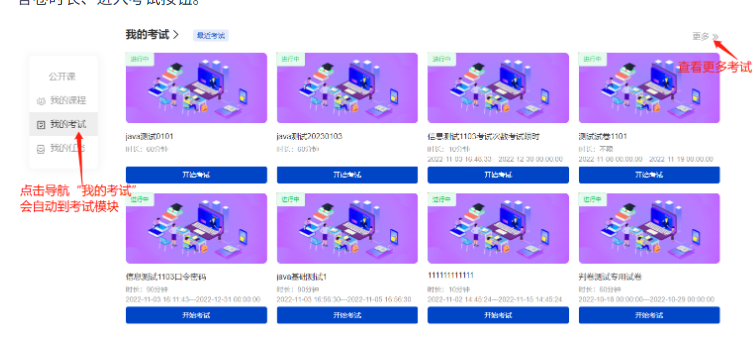 答卷时长、进入考试按钮。
我的考试 > 最近考试 更多 »
查看更多考试
公开课
我的课程
我的考试
点击导航“我的考试”
会自动到考试模块
进行中 进行中 进行中 进行中
java测试0101 java测试20230103 信息测试1103考试次数考试限时 测试试卷1101
时长：60分钟 时长：60分钟 时长：10分钟 时长：不限
2022-11-03 16:46:33—2022-12-30 00:00:00 2022-11-08 00:00:00—2022-11-19 00:00:00
开始考试 开始考试 开始考试 开始考试
进行中 进行中 进行中 进行中
信息测试1103口令密码 java基础测试1 111111111111 判卷测试专用试卷
时长：90分钟 时长：90分钟 时长：10分钟 时长：60分钟
2022-11-03 16:11:43—2022-12-31 00:00:00 2022-11-03 16:56:30—2022-11-05 16:56:30 2022-11-02 14:45:24—2022-11-15 14:45:24 2022-10-18 00:00:00—2022-10-29 00:00:00
开始考试 开始考试 开始考试 开始考试